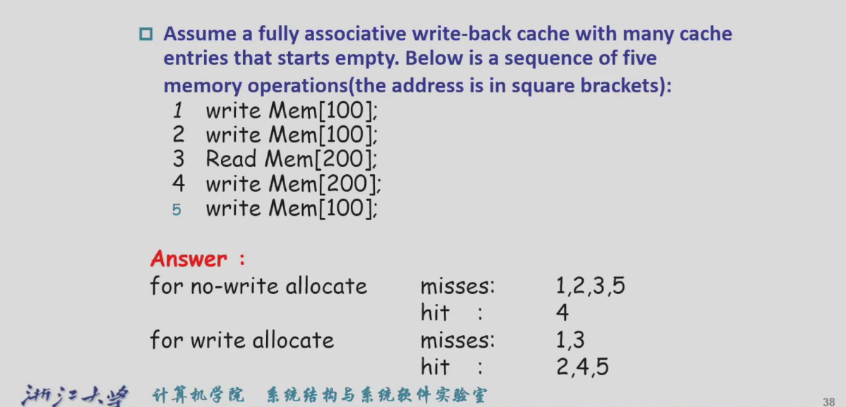 Assume a fully associative write-back cache with many cache
entries that starts empty. Below is a sequence of five
memory operations(the address is in square brackets):
1 write Mem[100];
2 write Mem[100];
3 Read Mem[200];
4 write Mem[200];
5 write Mem[100];
Answer :
for no-write allocate misses: 1,2,3,5
hit : 4
for write allocate misses: 1,3
hit : 2,4,5
浙江大学 计算机学院 系统结构与系统软件实验室
38